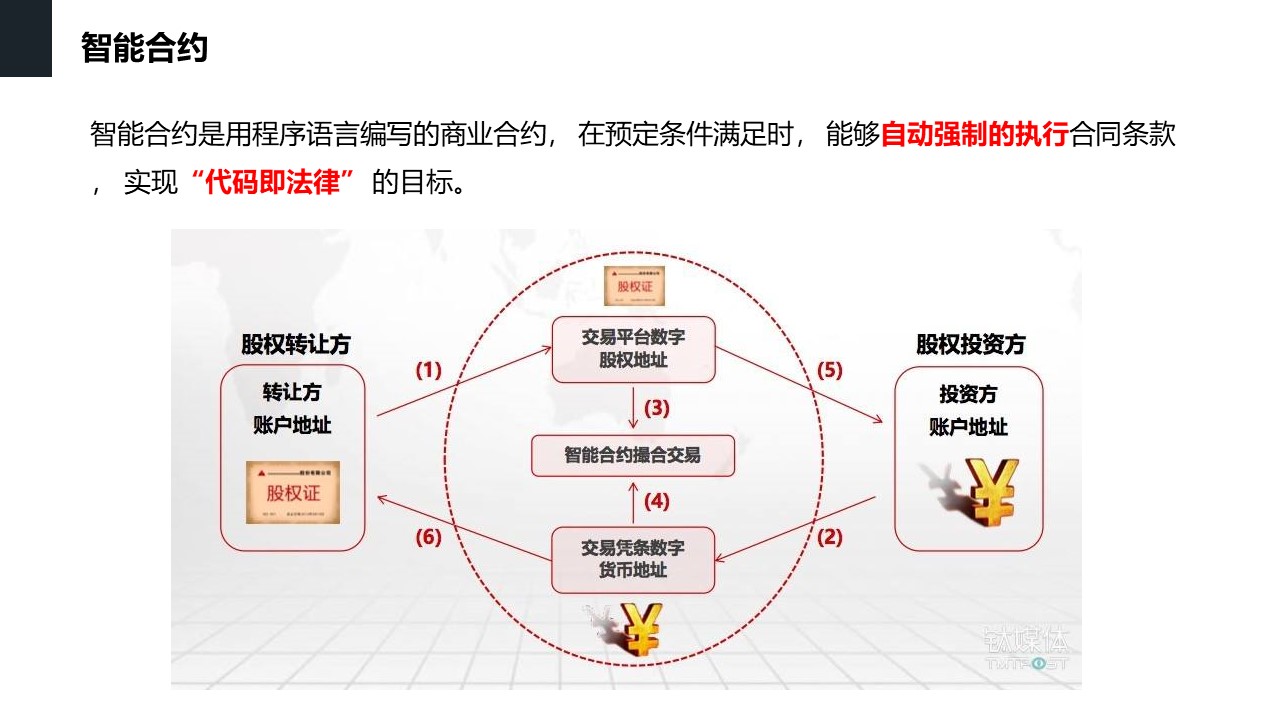 智能合约
智能合约是用程序语言编写的商业合约， 在预定条件满足时， 能够自动强制的执行合同条款
， 实现“代码即法律” 的目标。
股权证
交易平台数字
股权地址
股权转让方
股权投资方
(1)
(5)
转让方
账户地址
投资方
账户地址
(3)
智能合约撮合交易
股份有限公司
股权证
(4)
(6)
(2)
交易凭条数字
货币地址
钛媒体
TMTPOST